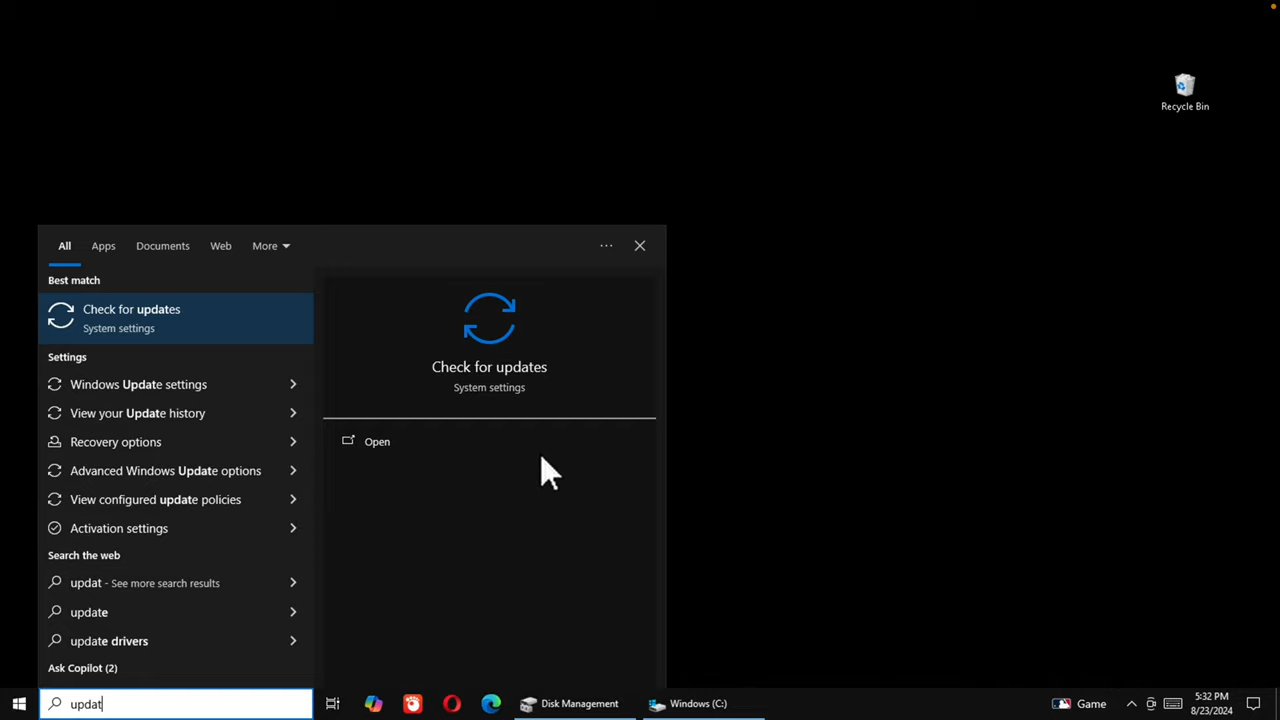 Recycle Bin
All Apps Documents Web More
Best match
Check for updates
System settings
Settings
Windows Update settings
View your Update history
Recovery options
Advanced Windows Update options
View configured update policies
Activation settings
Search the web
updat - See more search results
update
update drivers
Ask Copilot (2)
Check for updates
System settings
Open
updat
Disk Management
Windows (C:)
Game
5:32 PM
8/23/2024